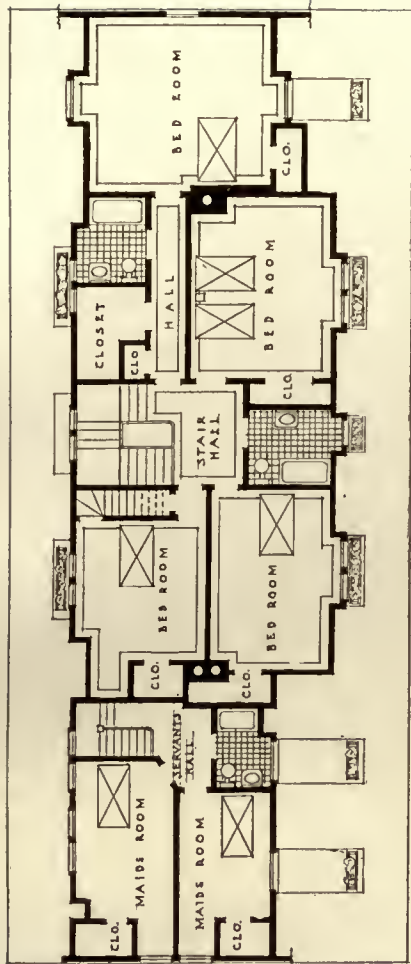 BED ROOM
CLO.
CLOSET
CLO.
HALL
BED ROOM
CLO.
STAIR
HALL
BED ROOM
CLO.
BED ROOM
CLO.
SERVANTS
HALL
MAIDS ROOM
CLO.
MAIDS ROOM
CLO.